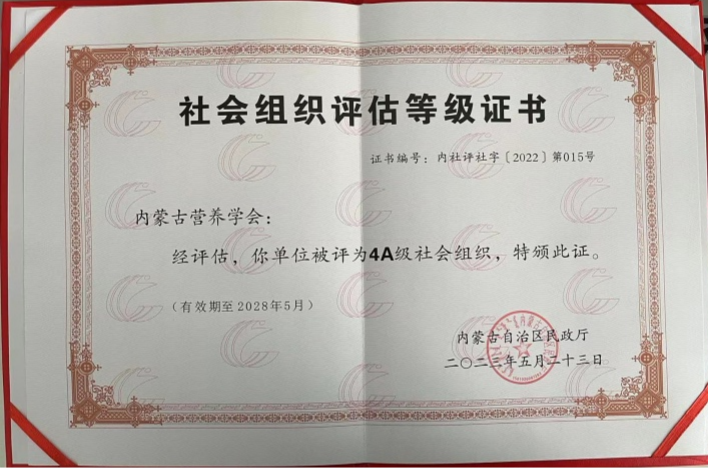 社会组织评估等级证书
证书编号：内社评社字〔2022〕第015号
内蒙古营养学会：
经评估，你单位被评为4A级社会组织，特颁此证。
（有效期至2028年5月）
内蒙古自治区民政厅
二〇二三年五月二十三日